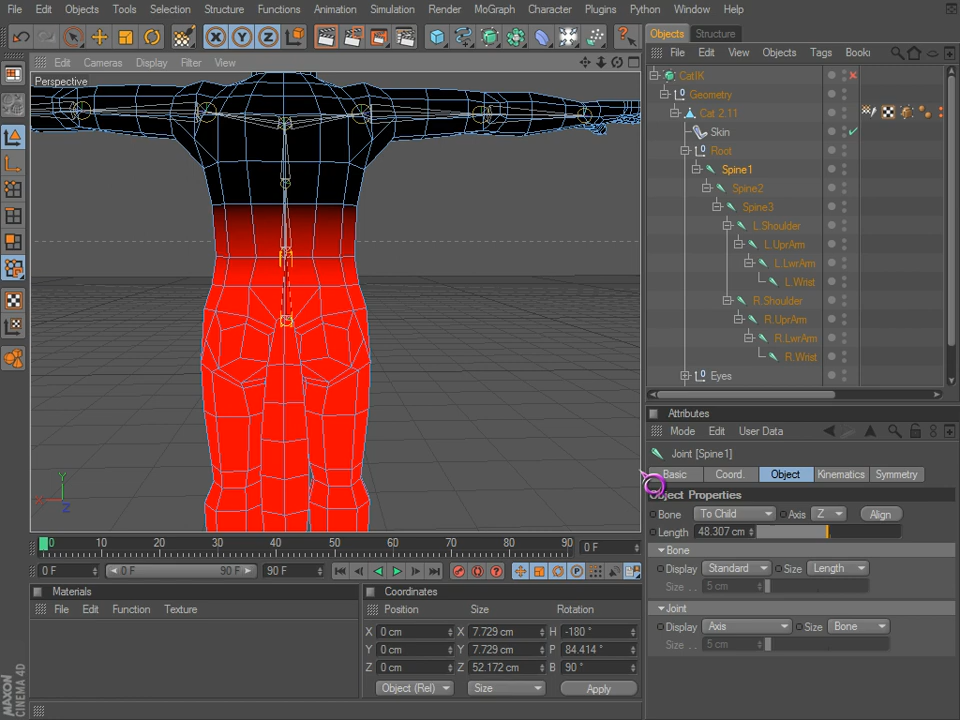 File Edit Objects Tools Selection Structure Functions Animation Simulation Render MoGraph Character Plugins Python Window Help
X Y Z ?
Objects Structure
Edit Cameras Display Filter View
File Edit View Objects Tags Booki
Perspective
CatIK
Geometry
Cat 2.11
Skin
Root
Spine1
Spine2
Spine3
L.Shoulder
L.UprArm
L.LwrArm
L.Wrist
R.Shoulder
R.UprArm
R.LwrArm
R.Wrist
Eyes
Attributes
Mode Edit User Data
Joint [Spine1]
Basic Coord. Object Kinematics Symmetry
Object Properties
Bone To Child Axis Z Align
Length 48.307 cm
Bone
Display Standard Size Length
Size . . 5 cm
Joint
Display Axis Size Bone
Size . . . 5 cm
Y
X
Z
0 10 20 30 40 50 60 70 80 90 0 F
0 F 0 F 90 F 90 F
Materials
File Edit Function Texture
Coordinates
Position Size Rotation
X 0 cm X 7.729 cm H -180 °
Y 0 cm Y 7.729 cm P 84.414 °
Z 0 cm Z 52.172 cm B 90 °
Object (Rel) Size Apply
MAXON
CINEMA 4D